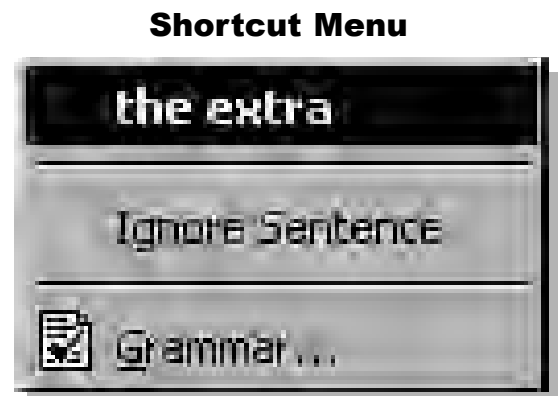 Shortcut Menu
the extra
Ignore Sentence
Grammar...